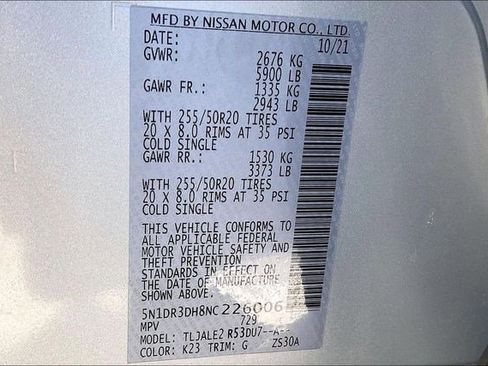 MFD BY NISSAN MOTOR CO., LTD.
DATE: 10/21
GVWR: 2676 KG
5900 LB
GAWR FR.: 1335 KG
2943 LB
WITH 255/50R20 TIRES
20 X 8.0 RIMS AT 35 PSI
COLD SINGLE
GAWR RR.: 1530 KG
3373 LB
WITH 255/50R20 TIRES
20 X 8.0 RIMS AT 35 PSI
COLD SINGLE
THIS VEHICLE CONFORMS TO
ALL APPLICABLE FEDERAL
MOTOR VEHICLE SAFETY AND
THEFT PREVENTION
STANDARDS IN EFFECT ON
THE DATE OF MANUFACTURE
SHOWN ABOVE.
5N1DR3DH8NC226006
MPV 729
MODEL: TLJALE2 R53DU7--A--
COLOR: K23 TRIM: G ZS30A